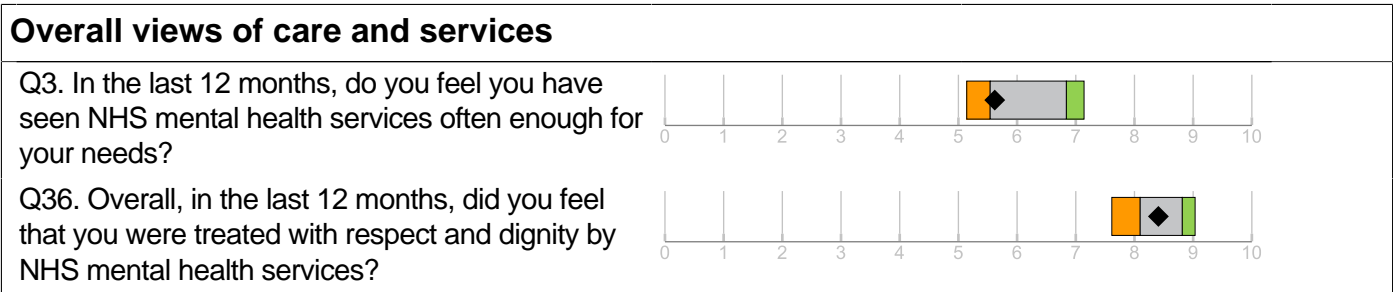 Overall views of care and services
Q3. In the last 12 months, do you feel you have
seen NHS mental health services often enough for
your needs?
0 1 2 3 4 5 6 7 8 9 10
Q36. Overall, in the last 12 months, did you feel
that you were treated with respect and dignity by
NHS mental health services?
0 1 2 3 4 5 6 7 8 9 10